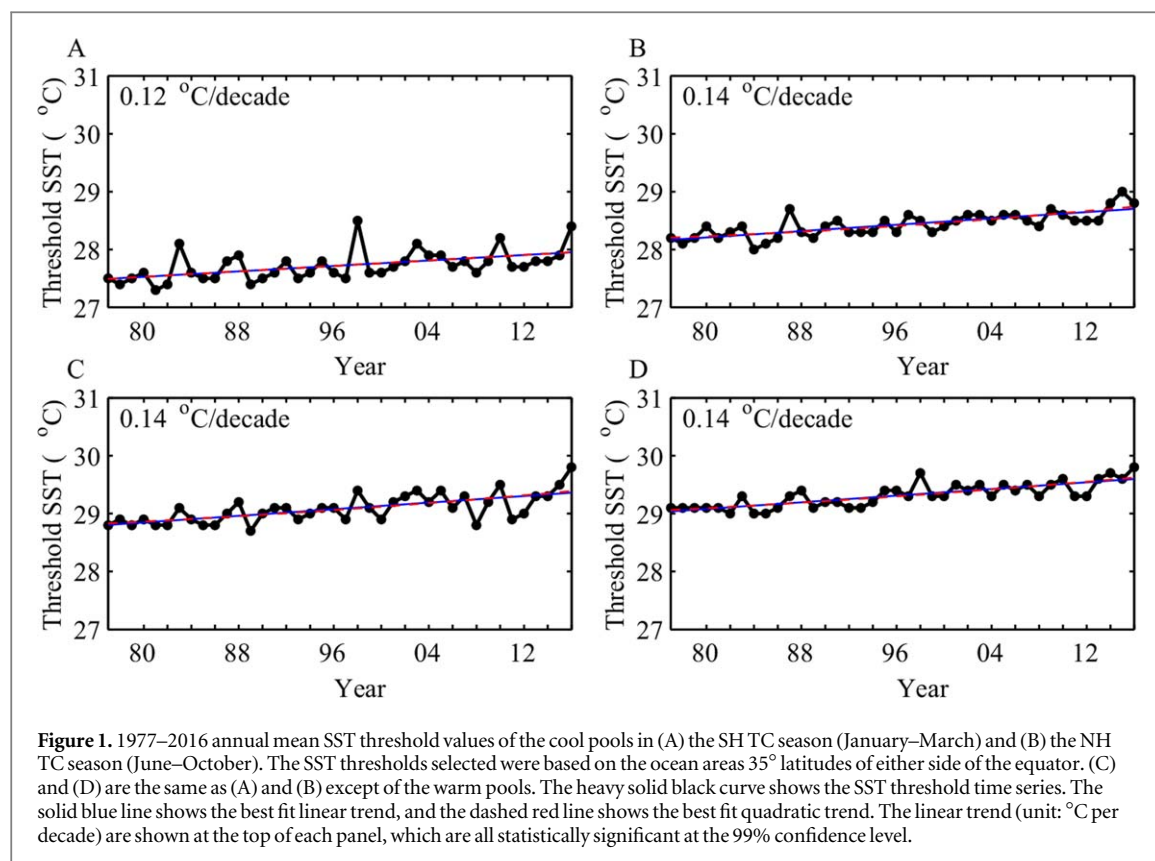 A
0.12 °C/decade
Threshold SST ( °C)
31
30
29
28
27
80 88 96 04 12
Year
B
0.14 °C/decade
Threshold SST ( °C)
31
30
29
28
27
80 88 96 04 12
Year
C
0.14 °C/decade
Threshold SST ( °C)
31
30
29
28
27
80 88 96 04 12
Year
D
0.14 °C/decade
Threshold SST ( °C)
31
30
29
28
27
80 88 96 04 12
Year
Figure 1. 1977–2016 annual mean SST threshold values of the cool pools in (A) the SH TC season (January–March) and (B) the NH
TC season (June–October). The SST thresholds selected were based on the ocean areas 35° latitudes of either side of the equator. (C)
and (D) are the same as (A) and (B) except of the warm pools. The heavy solid black curve shows the SST threshold time series. The
solid blue line shows the best fit linear trend, and the dashed red line shows the best fit quadratic trend. The linear trend (unit: °C per
decade) are shown at the top of each panel, which are all statistically significant at the 99% confidence level.